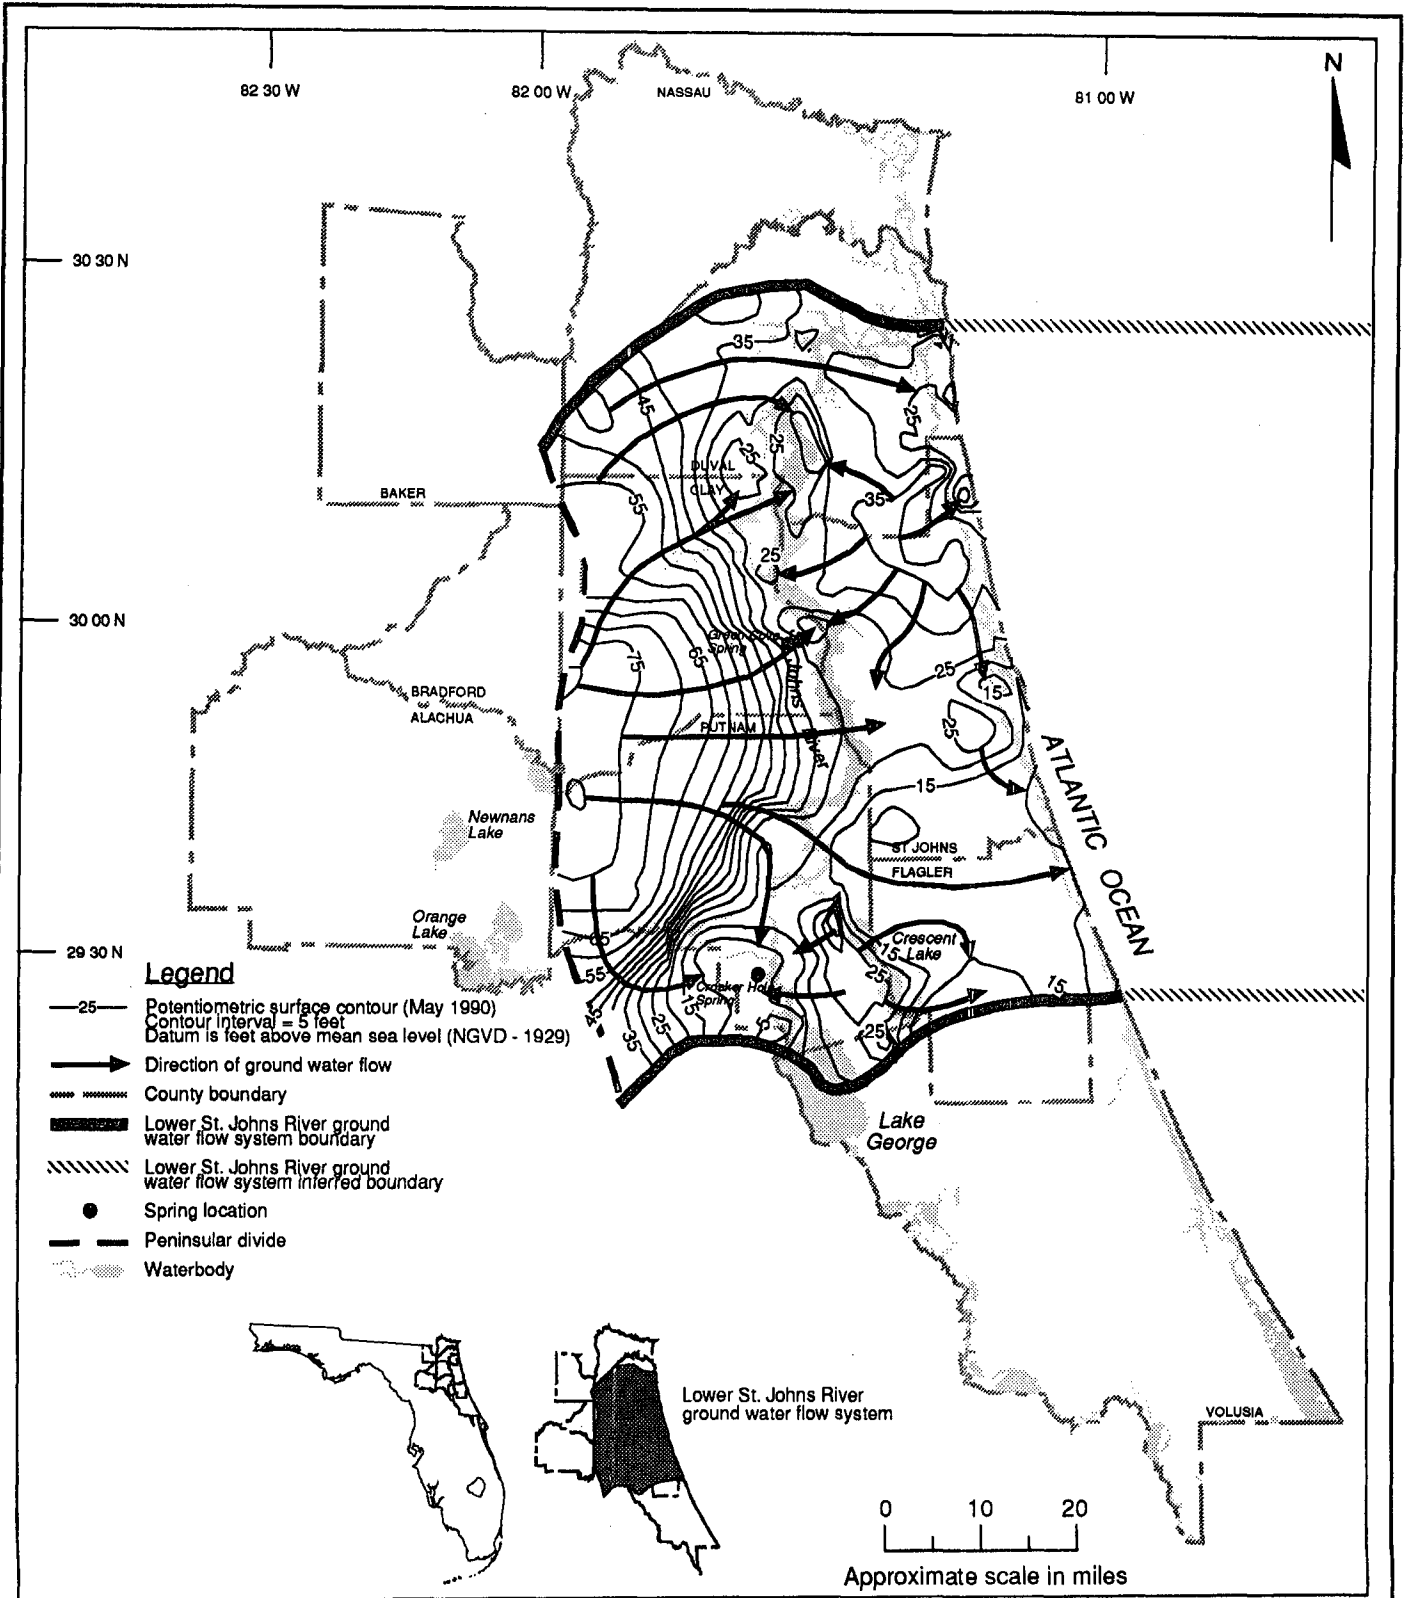 N
82 30 W
82 00 W
NASSAU
81 00 W
30 30 N
35
45
25
25
25
DUVAL
CLAY
BAKER
55
35
25
30 00 N
Green Cove
Spring
65
75
Johns
River
25
15
25
BRADFORD
ALACHUA
PUTNAM
ATLANTIC OCEAN
15
Newnans
Lake
ST JOHNS
FLAGLER
Orange
Lake
65
29 30 N
Crescent
Lake
15
25
55
Croaker Hole
Spring
15
15
45
35
25
5
25
Legend
25
Potentiometric surface contour (May 1990)
Contour interval = 5 feet
Datum is feet above mean sea level (NGVD - 1929)
Direction of ground water flow
County boundary
Lower St. Johns River ground
water flow system boundary
Lower St. Johns River ground
water flow system inferred boundary
Spring location
Peninsular divide
Waterbody
Lake
George
VOLUSIA
Lower St. Johns River
ground water flow system
0 10 20
Approximate scale in miles